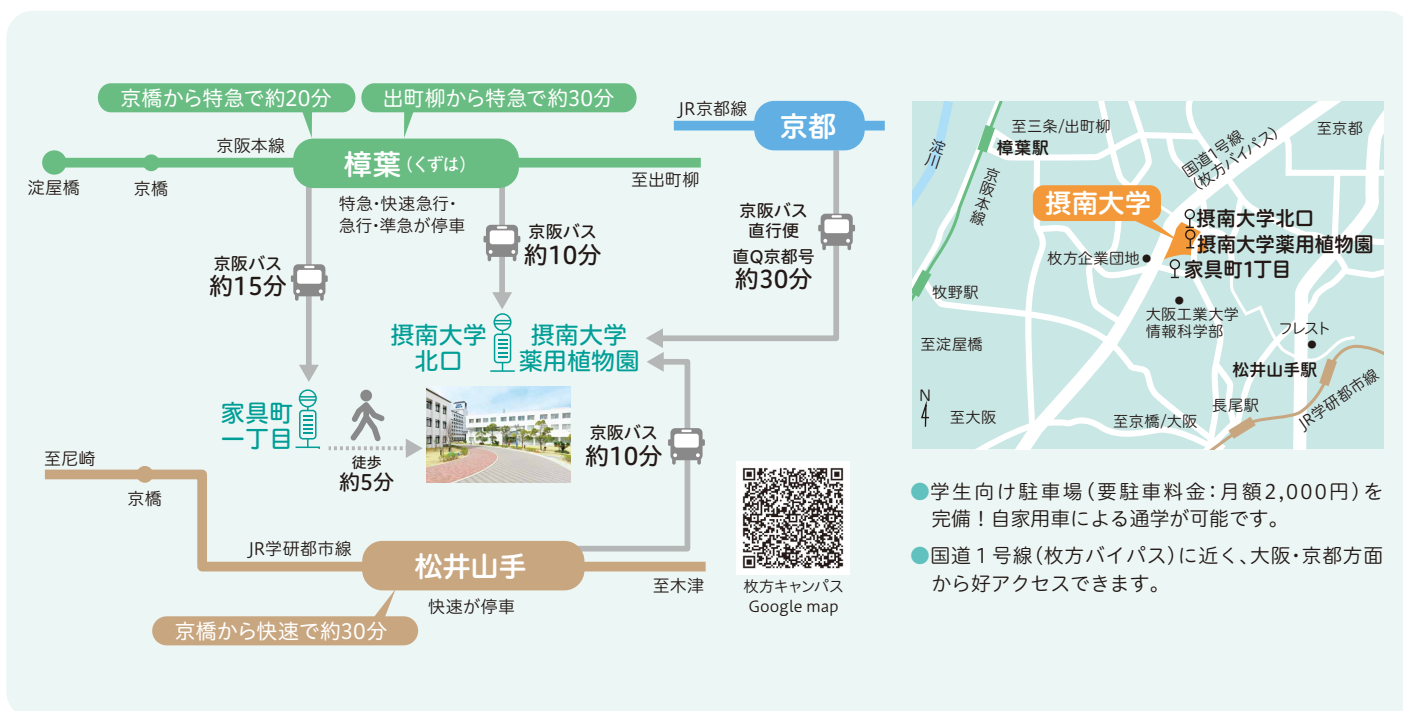 京橋から特急で約20分
出町柳から特急で約30分
京阪本線
樟葉(くずは)
淀屋橋
京橋
至出町柳
特急・快速急行・
急行・準急が停車
JR京都線
京都
京阪バス
約15分
京阪バス
約10分
京阪バス
直行便
直Q京都号
約30分
摂南大学
北口
摂南大学
薬用植物園
家具町
一丁目
徒歩
約5分
京阪バス
約10分
至尼崎
京橋
JR学研都市線
松井山手
至木津
快速が停車
京橋から快速で約30分
枚方キャンパス
Google map
淀川
至三条/出町柳
樟葉駅
京阪本線
国道1号線
(枚方バイパス)
至京都
摂南大学
摂南大学北口
摂南大学薬用植物園
家具町1丁目
枚方企業団地
牧野駅
大阪工業大学
情報科学部
フレスト
至淀屋橋
松井山手駅
N
至大阪
至京橋/大阪
長尾駅
JR学研都市線
●学生向け駐車場(要駐車料金:月額2,000円)を
完備!自家用車による通学が可能です。
●国道1号線(枚方バイパス)に近く、大阪・京都方面
から好アクセスできます。